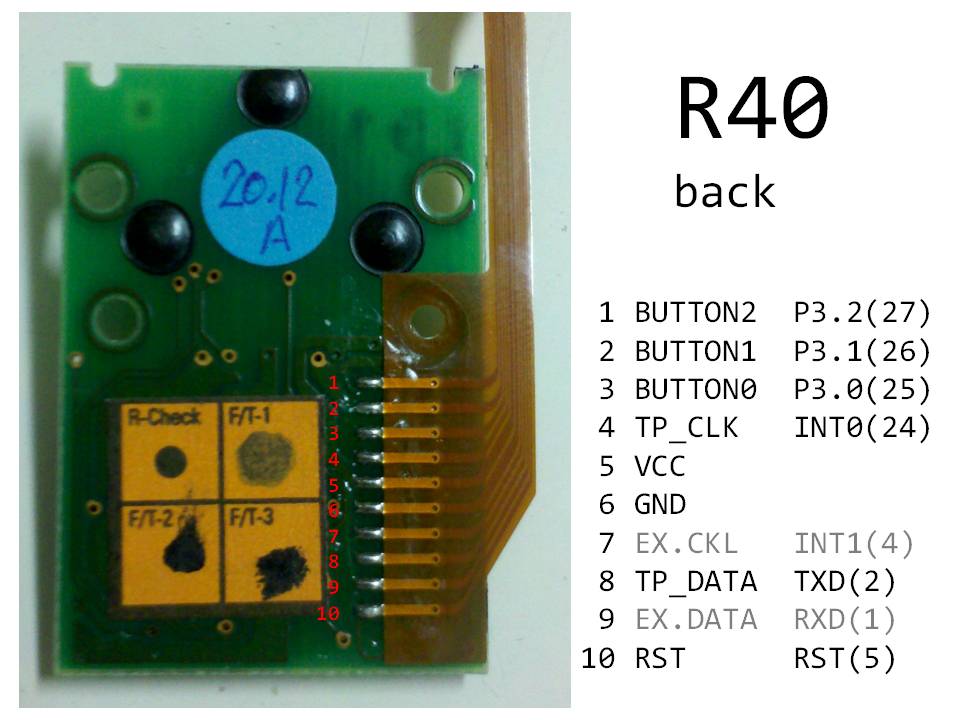 R40
back
20.12
A
R-Check F/T-1
F/T-2 F/T-3
1
2
3
4
5
6
7
8
9
10
1 BUTTON2 P3.2(27)
2 BUTTON1 P3.1(26)
3 BUTTON0 P3.0(25)
4 TP_CLK INT0(24)
5 VCC
6 GND
7 EX.CKL INT1(4)
8 TP_DATA TXD(2)
9 EX.DATA RXD(1)
10 RST RST(5)